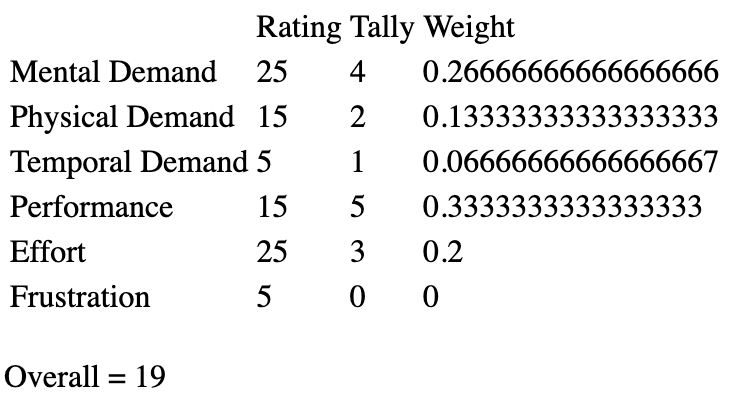 Rating Tally Weight
Mental Demand 25 4 0.26666666666666666
Physical Demand 15 2 0.13333333333333333
Temporal Demand 5 1 0.06666666666666667
Performance 15 5 0.3333333333333333
Effort 25 3 0.2
Frustration 5 0 0
Overall = 19